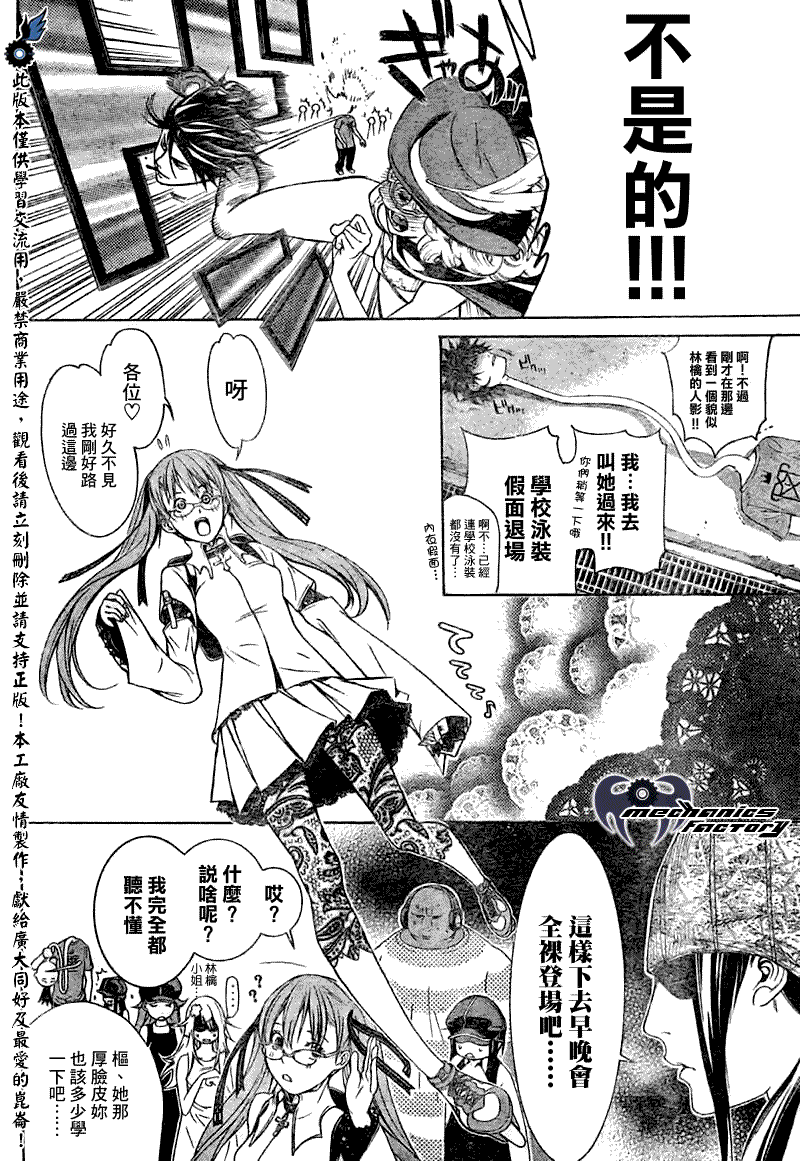 不是的!!!
ぎゃあぁ
啊！不過
剛才在那邊
看到一個貌似
林檎的人影!!
我…我去
叫她過來!!
你們稍等一下哦
學校泳裝
假面退場
啊不…已經
連學校泳裝
都沒有了…
內衣假面…
呀
各位♡
好久不見
我剛好路
過這邊
這樣下去早晚會
全裸登場吧……
哎？
什麼？
說啥呢？
我完全都
聽不懂
林檎
小姐…
……
?
樞、她那
厚臉皮妳
也該多少學
一下吧……
mechanics
factory
此版本僅供學習交流用，嚴禁商業用途，觀看後請立刻刪除並請支持正版！本工廠友情製作，獻給廣大同好及最愛的崑崙！